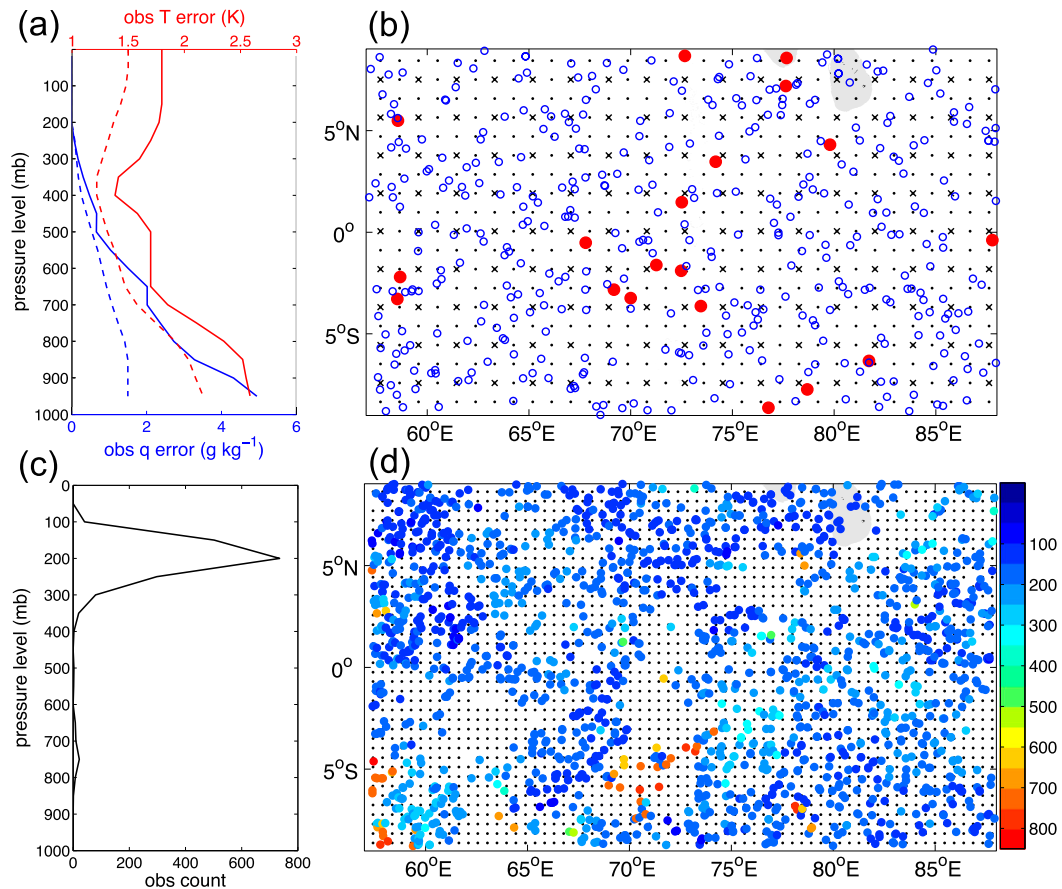 (a)
obs T error (K)
1 1.5 2 2.5 3
100
200
300
400
500
600
700
800
900
1000
pressure level (mb)
0 2 4 6
obs q error (g kg⁻¹)
(b)
5°N
0°
5°S
60°E 65°E 70°E 75°E 80°E 85°E
(c)
0
100
200
300
400
500
600
700
800
900
1000
pressure level (mb)
0 200 400 600 800
obs count
(d)
5°N
0°
5°S
60°E 65°E 70°E 75°E 80°E 85°E
100
200
300
400
500
600
700
800